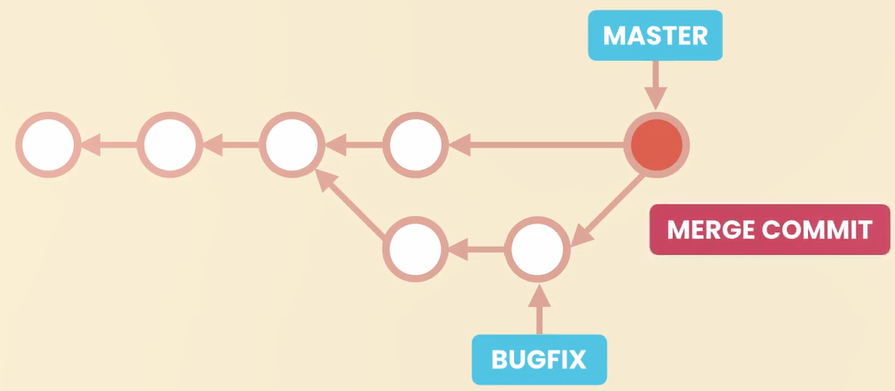 MASTER
MERGE COMMIT
BUGFIX